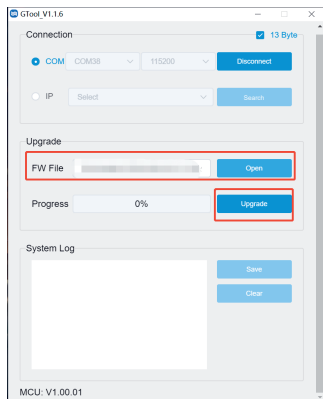 GTool_V1.1.6
Connection
13 Byte
COM COM38 115200 Disconnect
IP Select Search
Upgrade
FW File Open
Progress 0% Upgrade
System Log
Save
Clear
MCU: V1.00.01